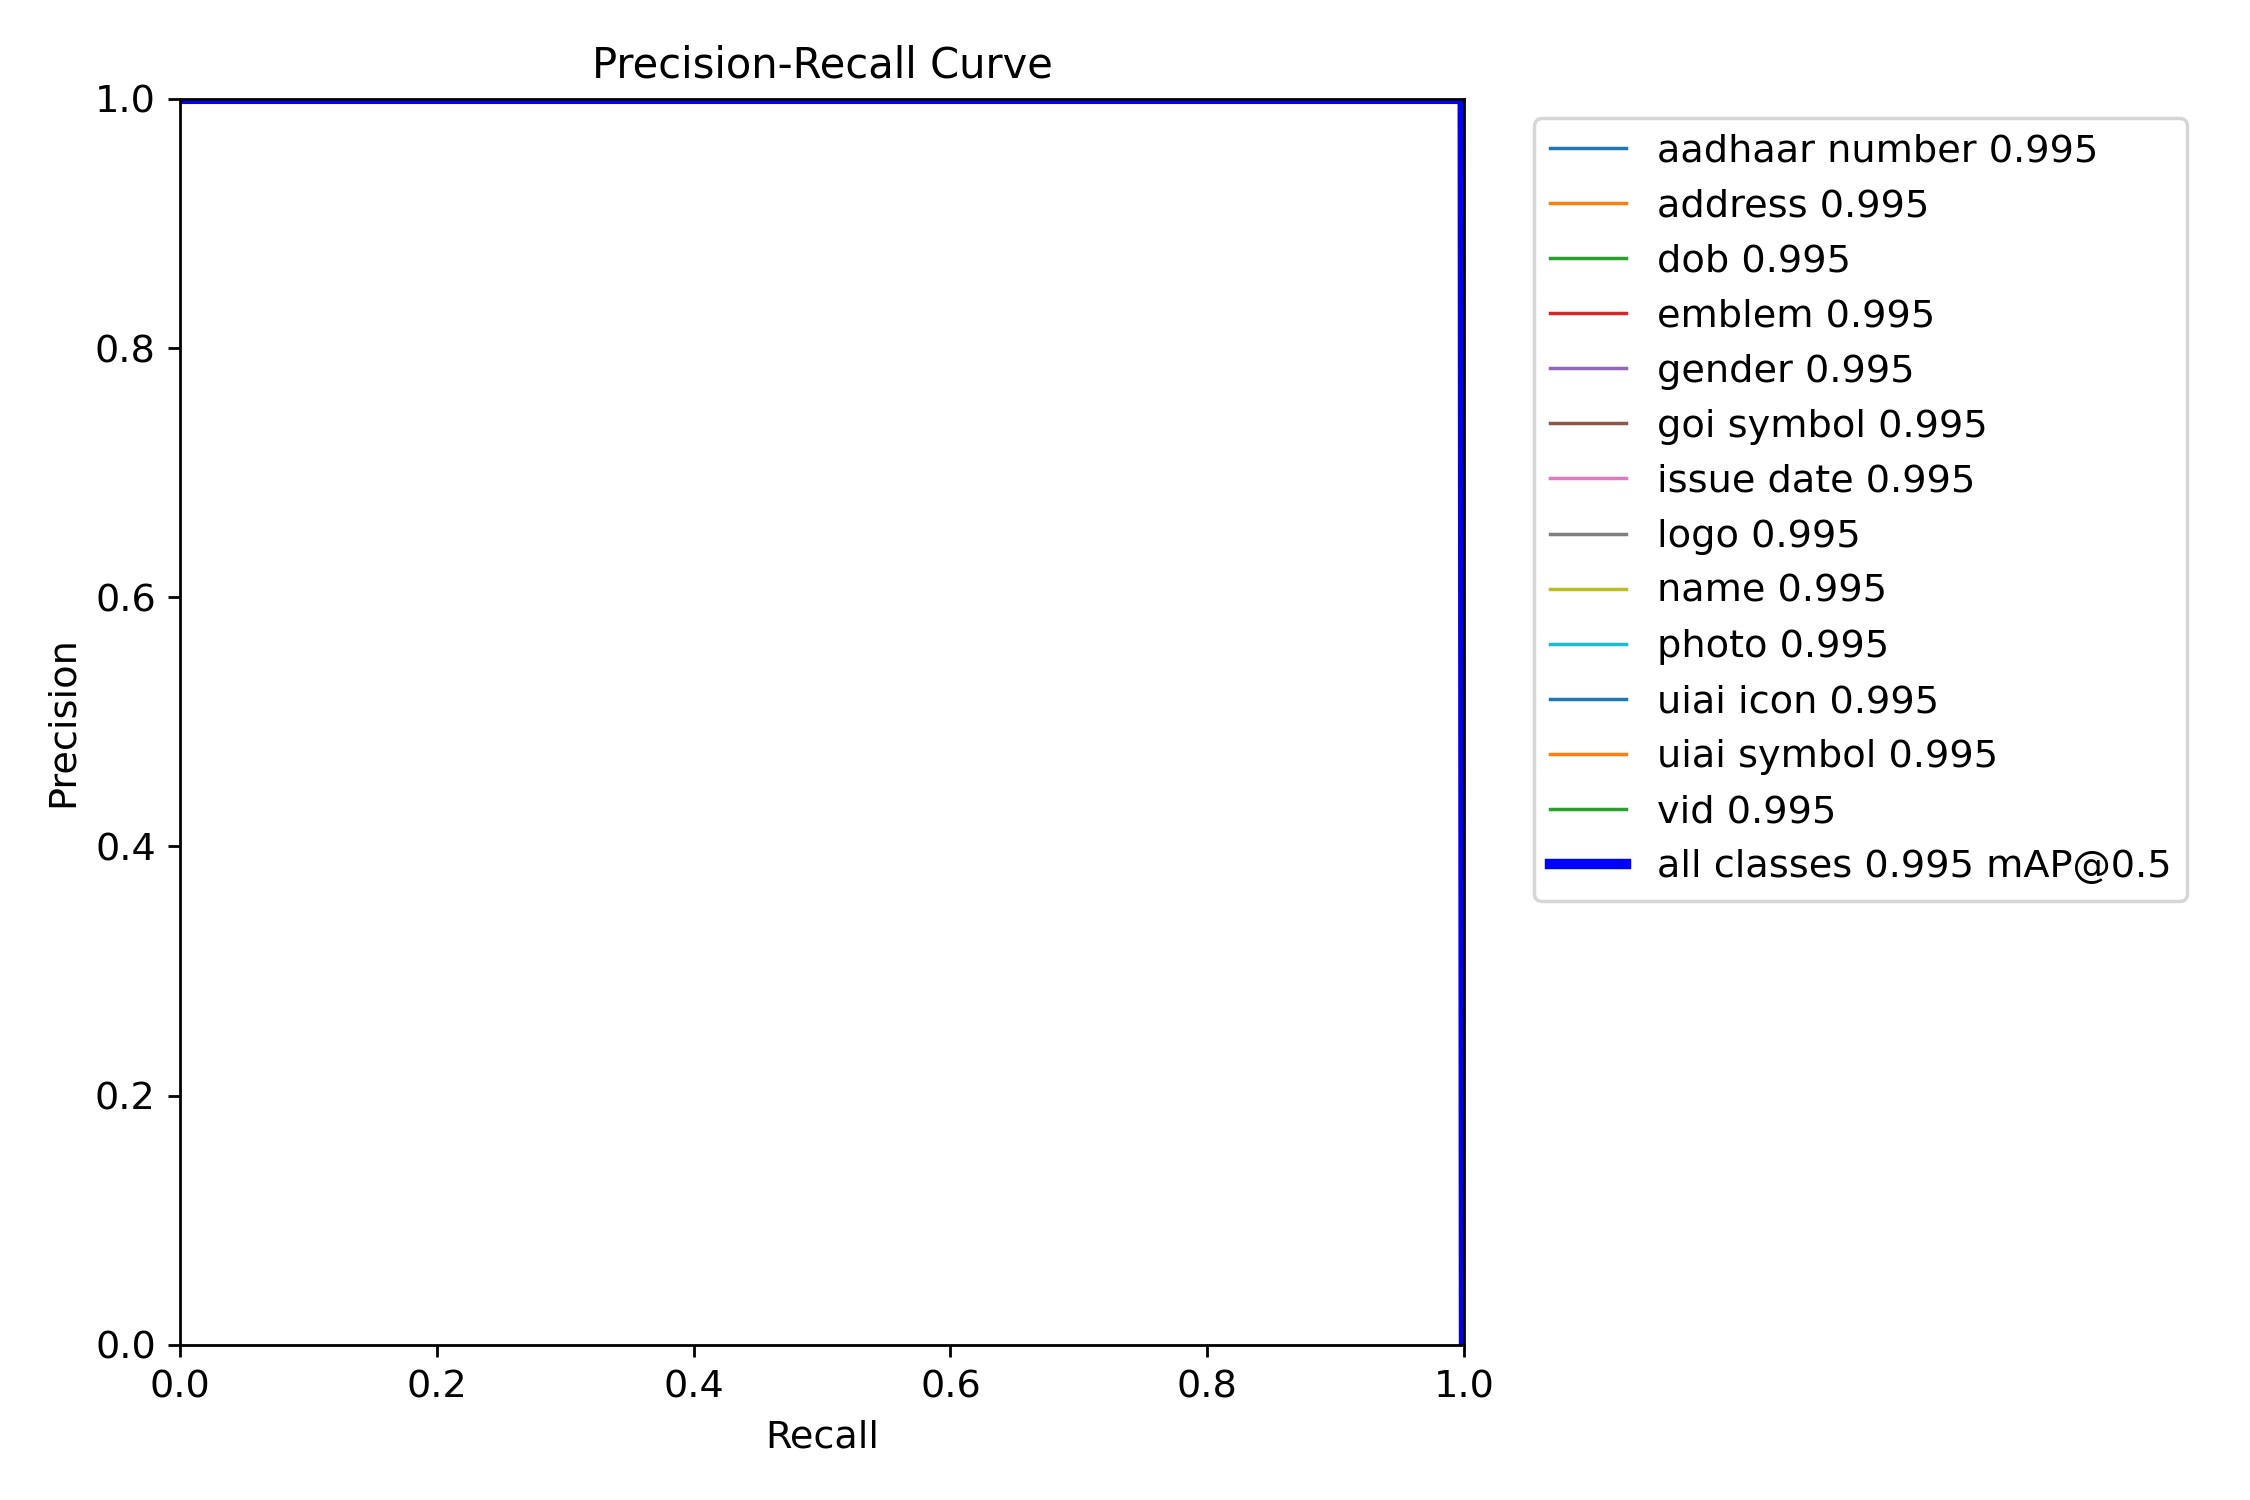 Precision-Recall Curve
1.0
0.8
0.6
0.4
0.2
0.0
Precision
0.0 0.2 0.4 0.6 0.8 1.0
Recall
aadhaar number 0.995
address 0.995
dob 0.995
emblem 0.995
gender 0.995
goi symbol 0.995
issue date 0.995
logo 0.995
name 0.995
photo 0.995
uiai icon 0.995
uiai symbol 0.995
vid 0.995
all classes 0.995 mAP@0.5